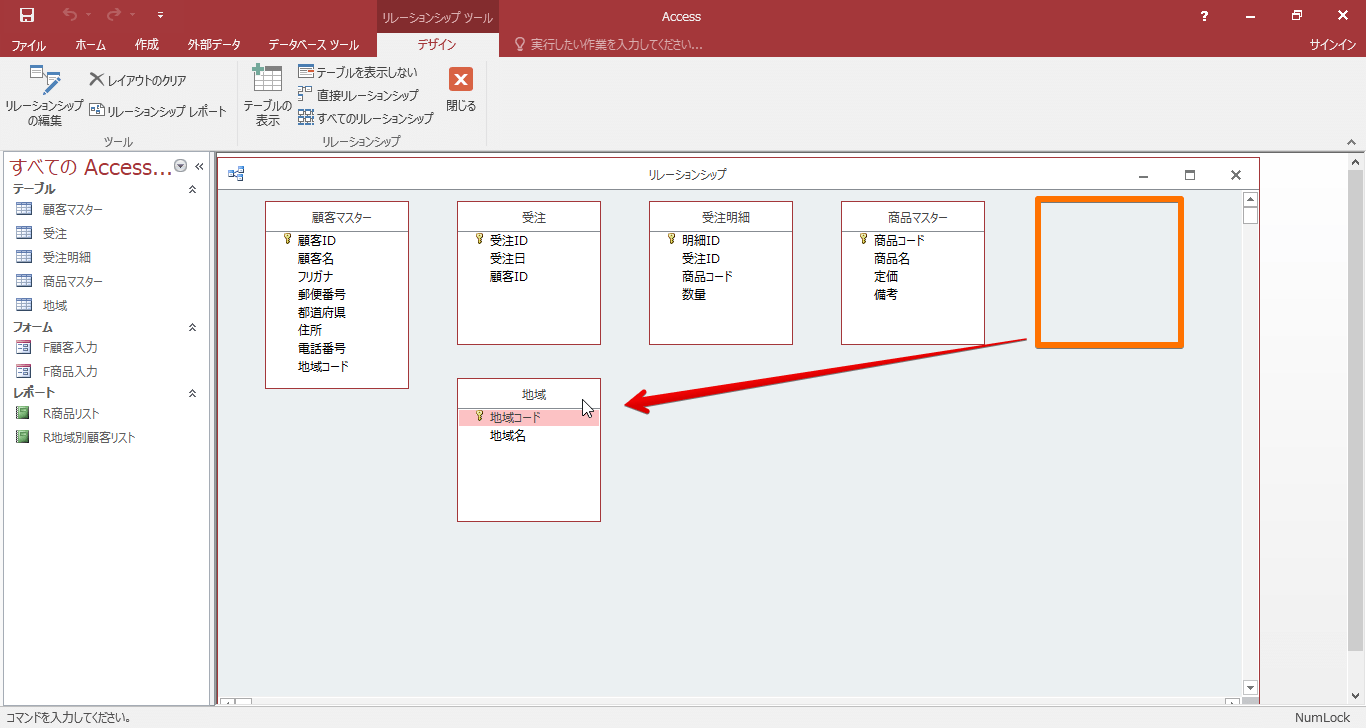 リレーションシップ ツール
Access
?
ファイル
ホーム
作成
外部データ
データベース ツール
デザイン
実行したい作業を入力してください...
サインイン
リレーションシップ
の編集
レイアウトのクリア
リレーションシップ レポート
ツール
テーブルの
表示
テーブルを表示しない
直接リレーションシップ
すべてのリレーションシップ
閉じる
リレーションシップ
すべての Access...
テーブル
顧客マスター
受注
受注明細
商品マスター
地域
フォーム
F顧客入力
F商品入力
レポート
R商品リスト
R地域別顧客リスト
リレーションシップ
顧客マスター
顧客ID
顧客名
フリガナ
郵便番号
都道府県
住所
電話番号
地域コード
受注
受注ID
受注日
顧客ID
受注明細
明細ID
受注ID
商品コード
数量
商品マスター
商品コード
商品名
定価
備考
地域
地域コード
地域名
コマンドを入力してください。
NumLock